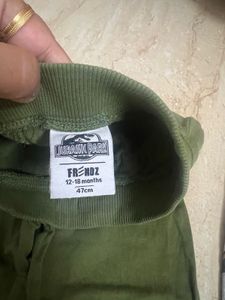 JURASSIC PARK
FRENDZ
12-18 months
47cm